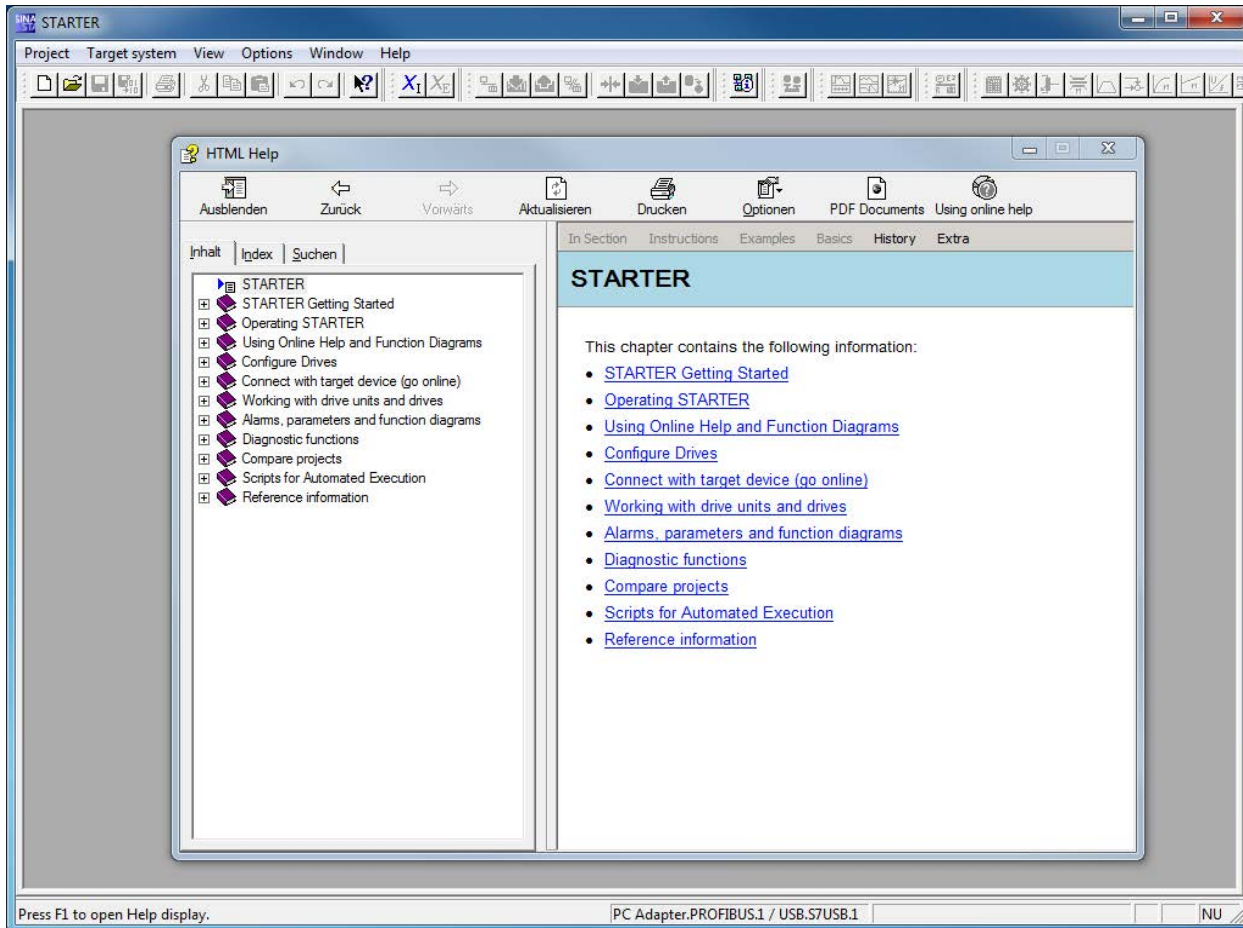 STARTER
Project Target system View Options Window Help
HTML Help
Ausblenden Zurück Vorwärts Aktualisieren Drucken Optionen PDF Documents Using online help
In Section Instructions Examples Basics History Extra
Inhalt Index Suchen
STARTER
STARTER Getting Started
Operating STARTER
Using Online Help and Function Diagrams
Configure Drives
Connect with target device (go online)
Working with drive units and drives
Alarms, parameters and function diagrams
Diagnostic functions
Compare projects
Scripts for Automated Execution
Reference information
STARTER
This chapter contains the following information:
• STARTER Getting Started
• Operating STARTER
• Using Online Help and Function Diagrams
• Configure Drives
• Connect with target device (go online)
• Working with drive units and drives
• Alarms, parameters and function diagrams
• Diagnostic functions
• Compare projects
• Scripts for Automated Execution
• Reference information
Press F1 to open Help display. PC Adapter.PROFIBUS.1 / USB.S7USB.1 NU